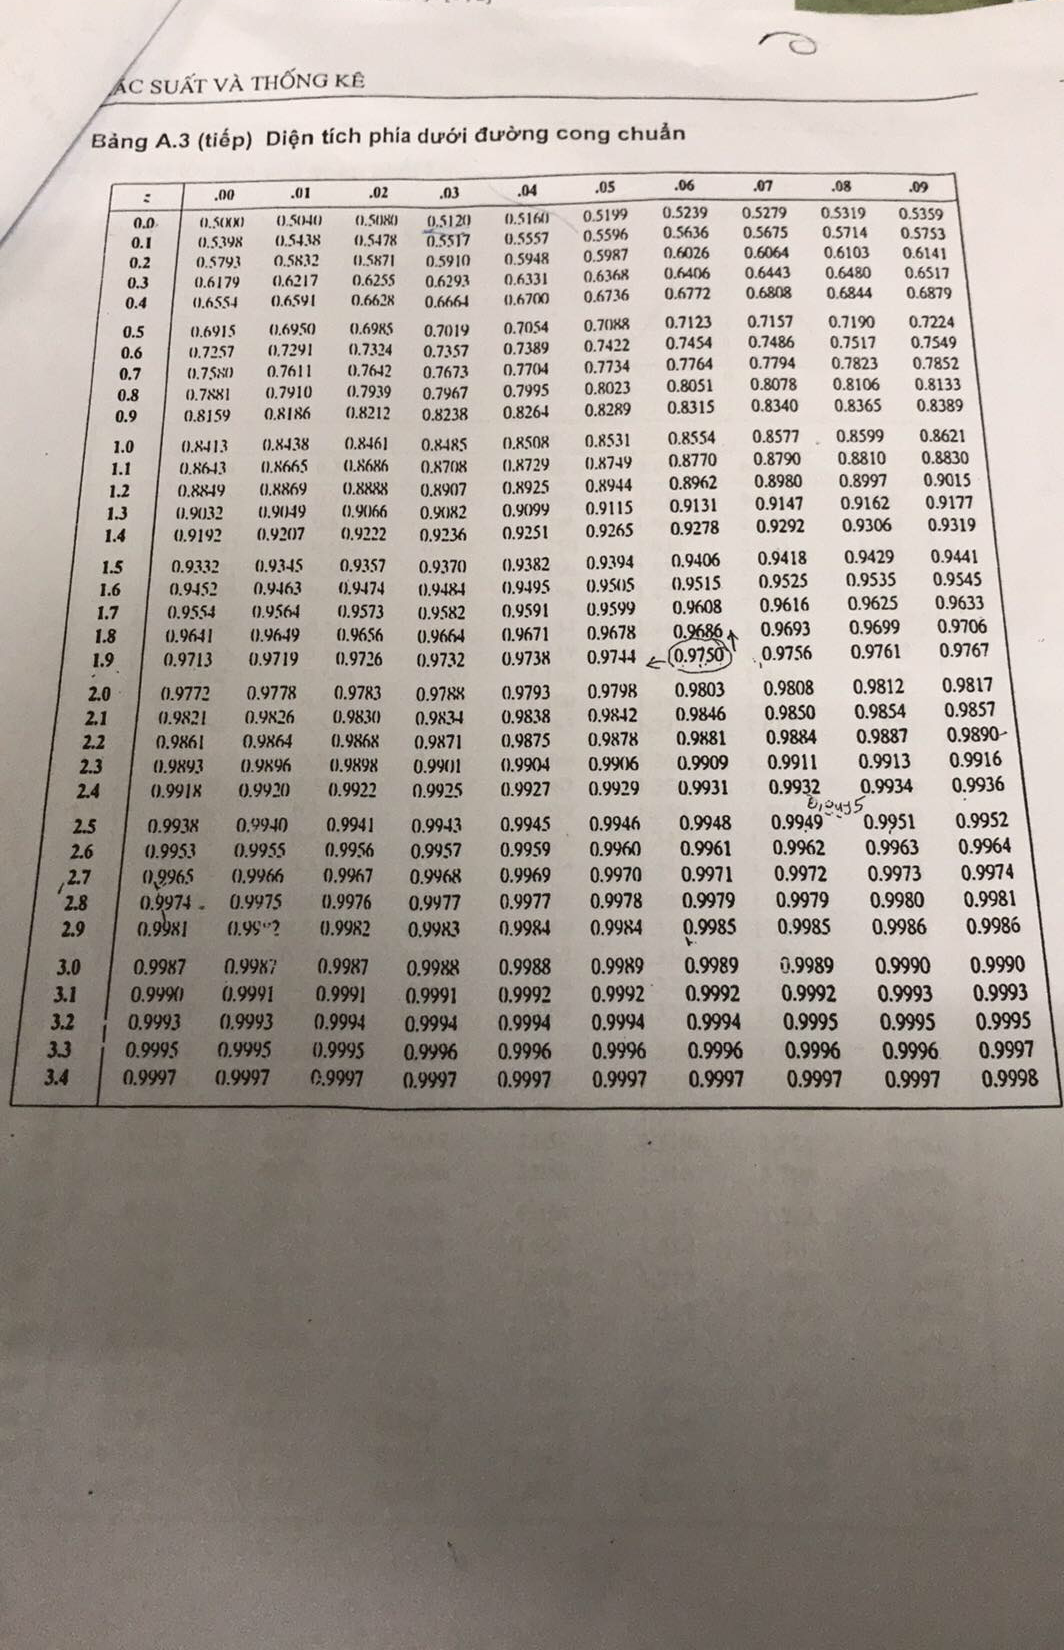 ÁC SUẤT VÀ THỐNG KÊ
Bảng A.3 (tiếp) Diện tích phía dưới đường cong chuẩn
z .00 .01 .02 .03 .04 .05 .06 .07 .08 .09
0.0 0.5000 0.5040 0.5080 0.5120 0.5160 0.5199 0.5239 0.5279 0.5319 0.5359
0.1 0.5398 0.5438 0.5478 0.5517 0.5557 0.5596 0.5636 0.5675 0.5714 0.5753
0.2 0.5793 0.5832 0.5871 0.5910 0.5948 0.5987 0.6026 0.6064 0.6103 0.6141
0.3 0.6179 0.6217 0.6255 0.6293 0.6331 0.6368 0.6406 0.6443 0.6480 0.6517
0.4 0.6554 0.6591 0.6628 0.6664 0.6700 0.6736 0.6772 0.6808 0.6844 0.6879
0.5 0.6915 0.6950 0.6985 0.7019 0.7054 0.7088 0.7123 0.7157 0.7190 0.7224
0.6 0.7257 0.7291 0.7324 0.7357 0.7389 0.7422 0.7454 0.7486 0.7517 0.7549
0.7 0.7580 0.7611 0.7642 0.7673 0.7704 0.7734 0.7764 0.7794 0.7823 0.7852
0.8 0.7881 0.7910 0.7939 0.7967 0.7995 0.8023 0.8051 0.8078 0.8106 0.8133
0.9 0.8159 0.8186 0.8212 0.8238 0.8264 0.8289 0.8315 0.8340 0.8365 0.8389
1.0 0.8413 0.8438 0.8461 0.8485 0.8508 0.8531 0.8554 0.8577 0.8599 0.8621
1.1 0.8643 0.8665 0.8686 0.8708 0.8729 0.8749 0.8770 0.8790 0.8810 0.8830
1.2 0.8849 0.8869 0.8888 0.8907 0.8925 0.8944 0.8962 0.8980 0.8997 0.9015
1.3 0.9032 0.9049 0.9066 0.9082 0.9099 0.9115 0.9131 0.9147 0.9162 0.9177
1.4 0.9192 0.9207 0.9222 0.9236 0.9251 0.9265 0.9278 0.9292 0.9306 0.9319
1.5 0.9332 0.9345 0.9357 0.9370 0.9382 0.9394 0.9406 0.9418 0.9429 0.9441
1.6 0.9452 0.9463 0.9474 0.9484 0.9495 0.9505 0.9515 0.9525 0.9535 0.9545
1.7 0.9554 0.9564 0.9573 0.9582 0.9591 0.9599 0.9608 0.9616 0.9625 0.9633
1.8 0.9641 0.9649 0.9656 0.9664 0.9671 0.9678 0.9686 0.9693 0.9699 0.9706
1.9 0.9713 0.9719 0.9726 0.9732 0.9738 0.9744 0.9750 0.9756 0.9761 0.9767
2.0 0.9772 0.9778 0.9783 0.9788 0.9793 0.9798 0.9803 0.9808 0.9812 0.9817
2.1 0.9821 0.9826 0.9830 0.9834 0.9838 0.9842 0.9846 0.9850 0.9854 0.9857
2.2 0.9861 0.9864 0.9868 0.9871 0.9875 0.9878 0.9881 0.9884 0.9887 0.9890
2.3 0.9893 0.9896 0.9898 0.9901 0.9904 0.9906 0.9909 0.9911 0.9913 0.9916
2.4 0.9918 0.9920 0.9922 0.9925 0.9927 0.9929 0.9931 0.9932 0.9934 0.9936
2.5 0.9938 0.9940 0.9941 0.9943 0.9945 0.9946 0.9948 0.9949 0.9951 0.9952
2.6 0.9953 0.9955 0.9956 0.9957 0.9959 0.9960 0.9961 0.9962 0.9963 0.9964
2.7 0.9965 0.9966 0.9967 0.9968 0.9969 0.9970 0.9971 0.9972 0.9973 0.9974
2.8 0.9974 0.9975 0.9976 0.9977 0.9977 0.9978 0.9979 0.9979 0.9980 0.9981
2.9 0.9981 0.9982 0.9983 0.9984 0.9984 0.9985 0.9985 0.9986 0.9986
3.0 0.9987 0.9987 0.9987 0.9988 0.9988 0.9989 0.9989 0.9989 0.9990 0.9990
3.1 0.9990 0.9991 0.9991 0.9991 0.9992 0.9992 0.9992 0.9992 0.9993 0.9993
3.2 0.9993 0.9993 0.9994 0.9994 0.9994 0.9994 0.9994 0.9995 0.9995 0.9995
3.3 0.9995 0.9995 0.9995 0.9996 0.9996 0.9996 0.9996 0.9996 0.9996 0.9997
3.4 0.9997 0.9997 0.9997 0.9997 0.9997 0.9997 0.9997 0.9997 0.9997 0.9998